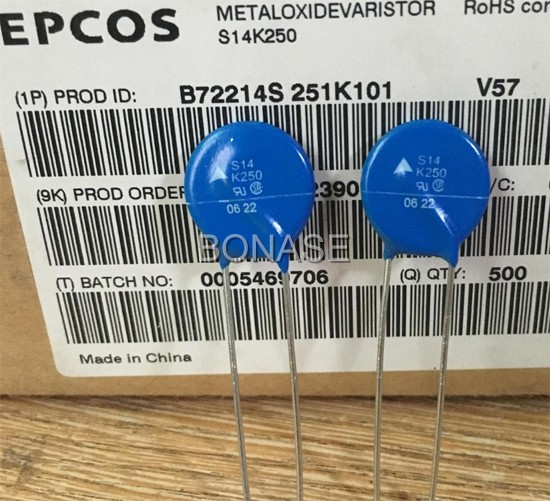 EPCOS
METALOXIDEVARISTOR RoHS con
S14K250
(1P) PROD ID: B72214S 251K101 V57
(9K) PROD ORDER 2390 /C:
(T) BATCH NO: 0005469706 (Q) QTY: 500
Made in China
S14
K250
06 22
S14
K250
06 22
BONASE